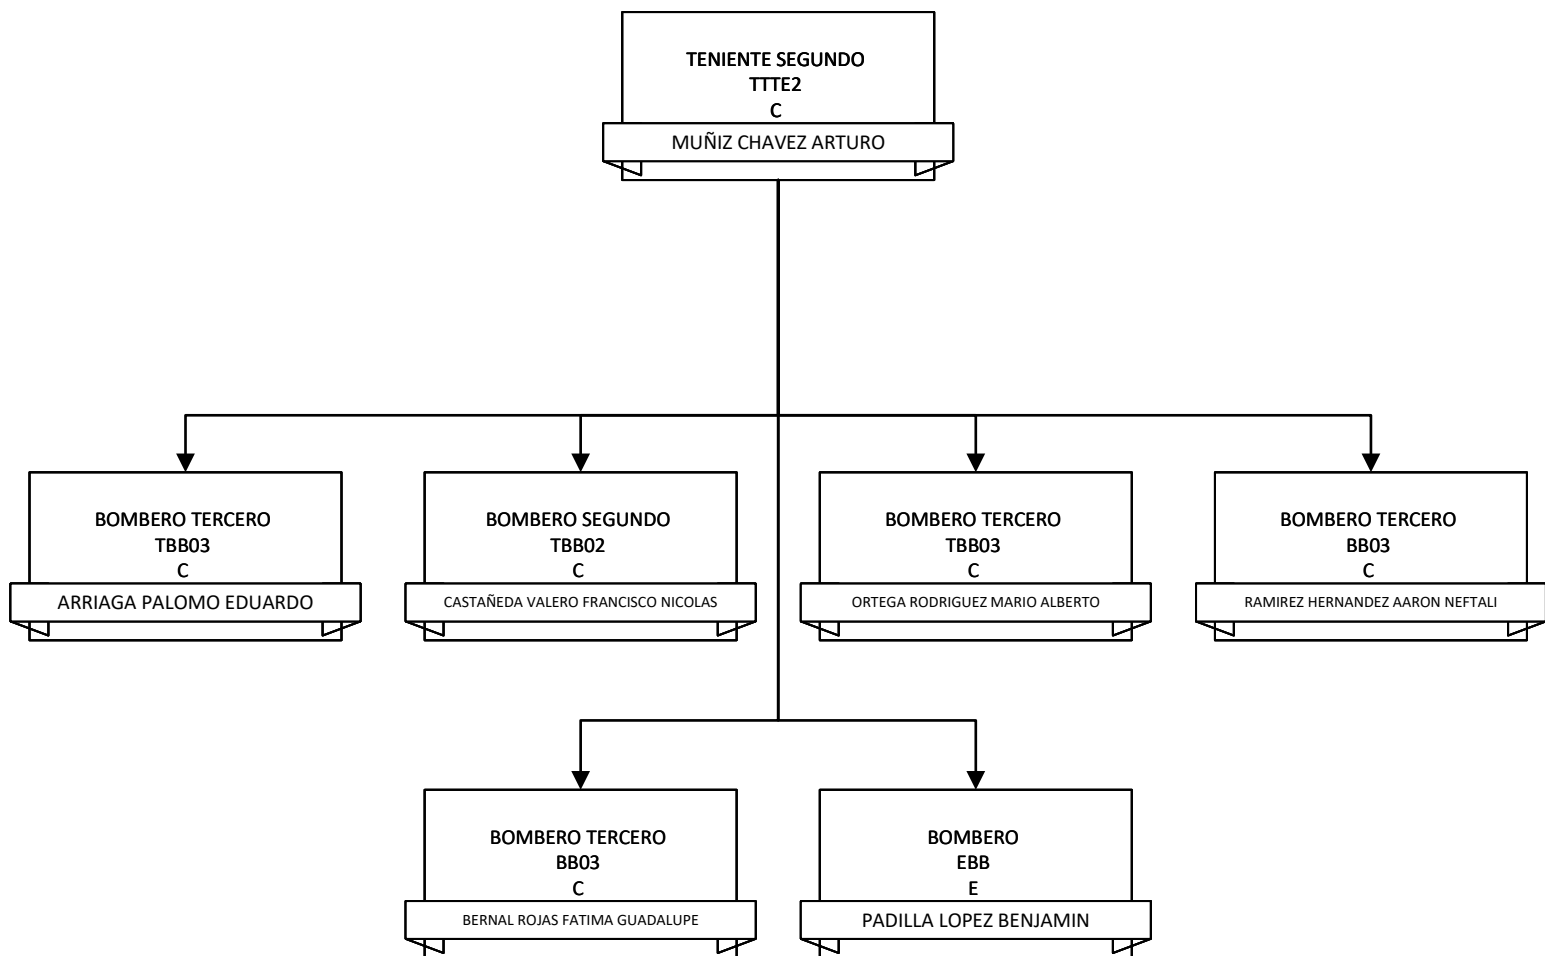 TENIENTE SEGUNDO
TTTE2
C
MUÑIZ CHAVEZ ARTURO
BOMBERO TERCERO
TBB03
C
ARRIAGA PALOMO EDUARDO
BOMBERO SEGUNDO
TBB02
C
CASTAÑEDA VALERO FRANCISCO NICOLAS
BOMBERO TERCERO
TBB03
C
ORTEGA RODRIGUEZ MARIO ALBERTO
BOMBERO TERCERO
BB03
C
RAMIREZ HERNANDEZ AARON NEFTALI
BOMBERO TERCERO
BB03
C
BERNAL ROJAS FATIMA GUADALUPE
BOMBERO
EBB
E
PADILLA LOPEZ BENJAMIN